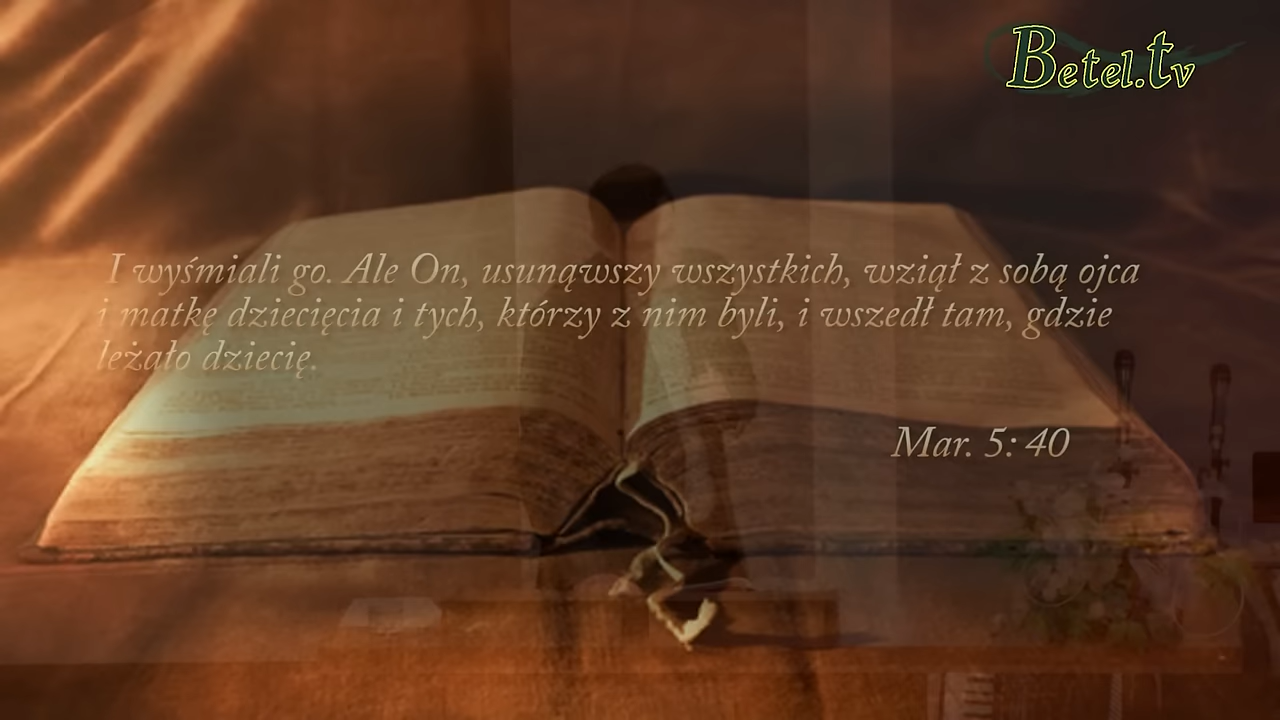 Betel.tv
I wyśmiali go. Ale On, usunąwszy wszystkich, wziął z sobą ojca
i matkę dziecięcia i tych, którzy z nim byli, i wszedł tam, gdzie
leżało dziecię.
Mar. 5: 40